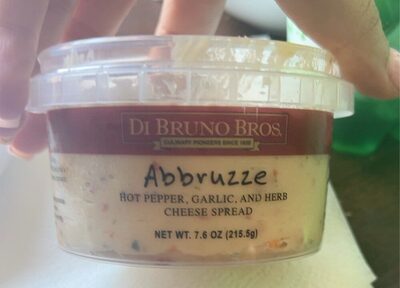 DI BRUNO BROS.
CULINARY PIONEERS SINCE 1939
Abbruzze
HOT PEPPER, GARLIC, AND HERB
CHEESE SPREAD
NET WT. 7.6 OZ (215.5g)